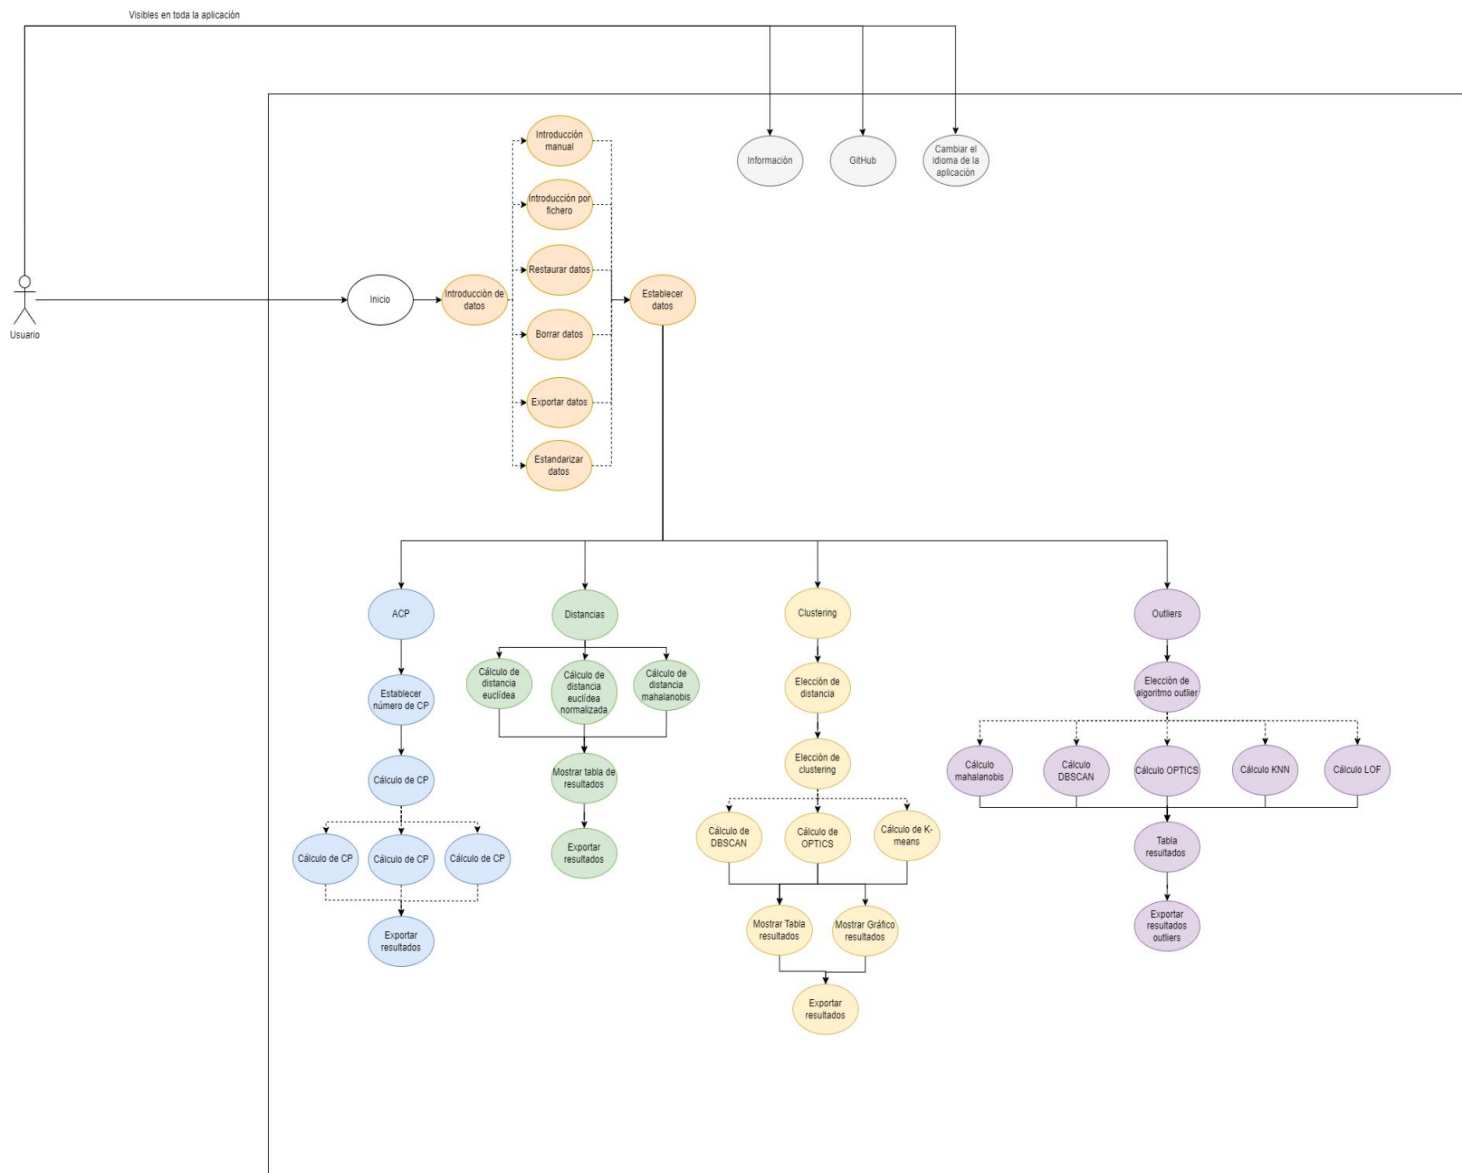 Visibles en toda la aplicación
Usuario
Inicio
Introducción de
datos
Introducción
manual
Introducción por
fichero
Restaurar datos
Borrar datos
Exportar datos
Estandarizar
datos
Establecer
datos
Información
GitHub
Cambiar el
idioma de la
aplicación
ACP
Establecer
número de CP
Cálculo de CP
Cálculo de CP
Cálculo de CP
Cálculo de CP
Exportar
resultados
Distancias
Cálculo de
distancia
euclídea
Cálculo de
distancia
euclídea
normalizada
Cálculo de
distancia
mahalanobis
Mostrar tabla de
resultados
Exportar
resultados
Clustering
Elección de
distancia
Elección de
clustering
Cálculo de
DBSCAN
Cálculo de
OPTICS
Cálculo de K-
means
Mostrar Tabla
resultados
Mostrar Gráfico
resultados
Exportar
resultados
Outliers
Elección de
algoritmo outlier
Cálculo
mahalanobis
Cálculo
DBSCAN
Cálculo OPTICS
Cálculo KNN
Cálculo LOF
Tabla
resultados
Exportar
resultados
outliers